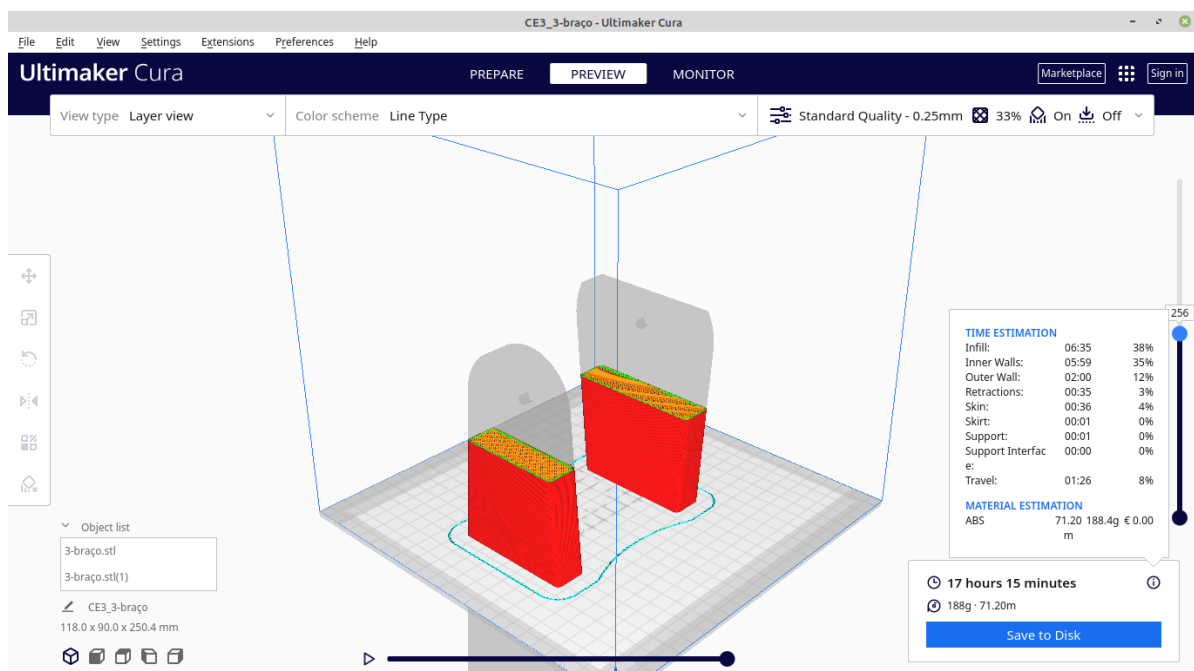 CE3_3-braço - Ultimaker Cura
File Edit View Settings Extensions Preferences Help
Ultimaker Cura PREPARE PREVIEW MONITOR Marketplace Sign in
View type Layer view Color scheme Line Type Standard Quality - 0.25mm 33% On Off
256
TIME ESTIMATION
Infill: 06:35 38%
Inner Walls: 05:59 35%
Outer Wall: 02:00 12%
Retractions: 00:35 3%
Skin: 00:36 4%
Skirt: 00:01 0%
Support: 00:01 0%
Support Interfac 00:00 0%
e:
Travel: 01:26 8%
MATERIAL ESTIMATION
ABS 71.20 188.4g € 0.00
m
Object list
3-braço.stl
3-braço.stl(1)
CE3_3-braço
118.0 x 90.0 x 250.4 mm
17 hours 15 minutes
188g · 71.20m
Save to Disk